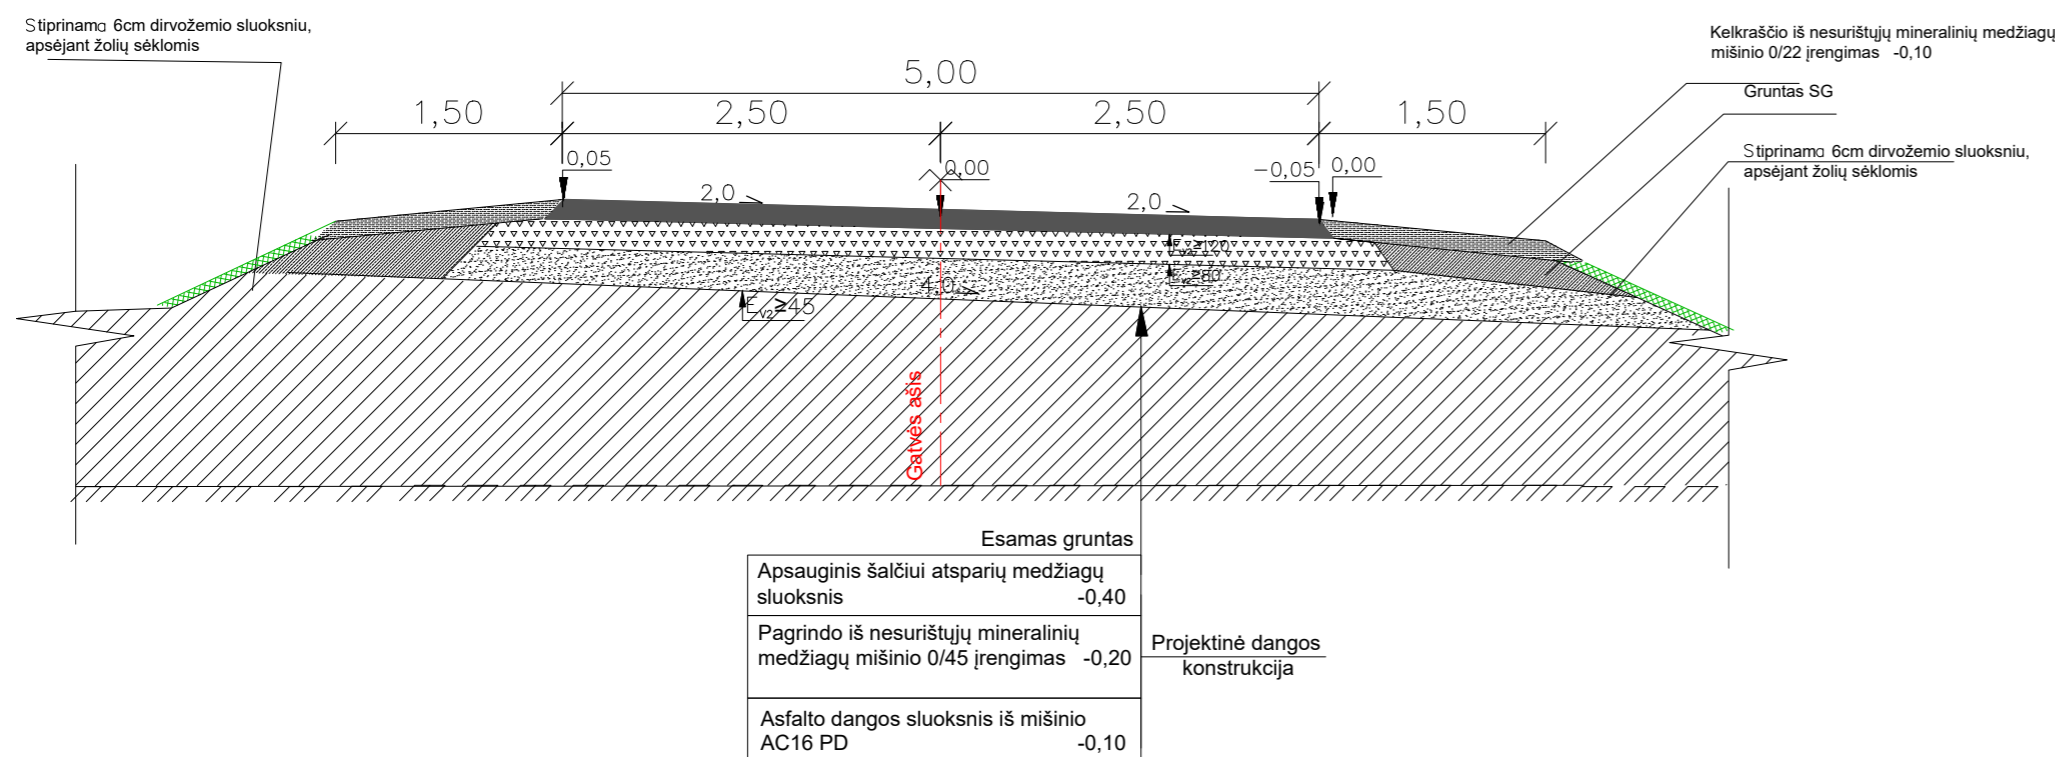 Stiprinama 6cm dirvožemio sluoksniu,
apsėjant žolių sėklomis
Kelkraščio iš nesurištųjų mineralinių medžiagų
mišinio 0/22 įrengimas -0,10
Gruntas SG
Stiprinama 6cm dirvožemio sluoksniu,
apsėjant žolių sėklomis
5,00
1,50
2,50
2,50
1,50
0,05
0,00
-0,05
0,00
2,0
2,0
Ev2≥120
Ev2≥80
4,0
Ev2≥45
Gatvės ašis
Esamas gruntas
Apsauginis šalčiui atsparių medžiagų
sluoksnis -0,40
Pagrindo iš nesurištųjų mineralinių
medžiagų mišinio 0/45 įrengimas -0,20
Projektinė dangos
konstrukcija
Asfalto dangos sluoksnis iš mišinio
AC16 PD -0,10